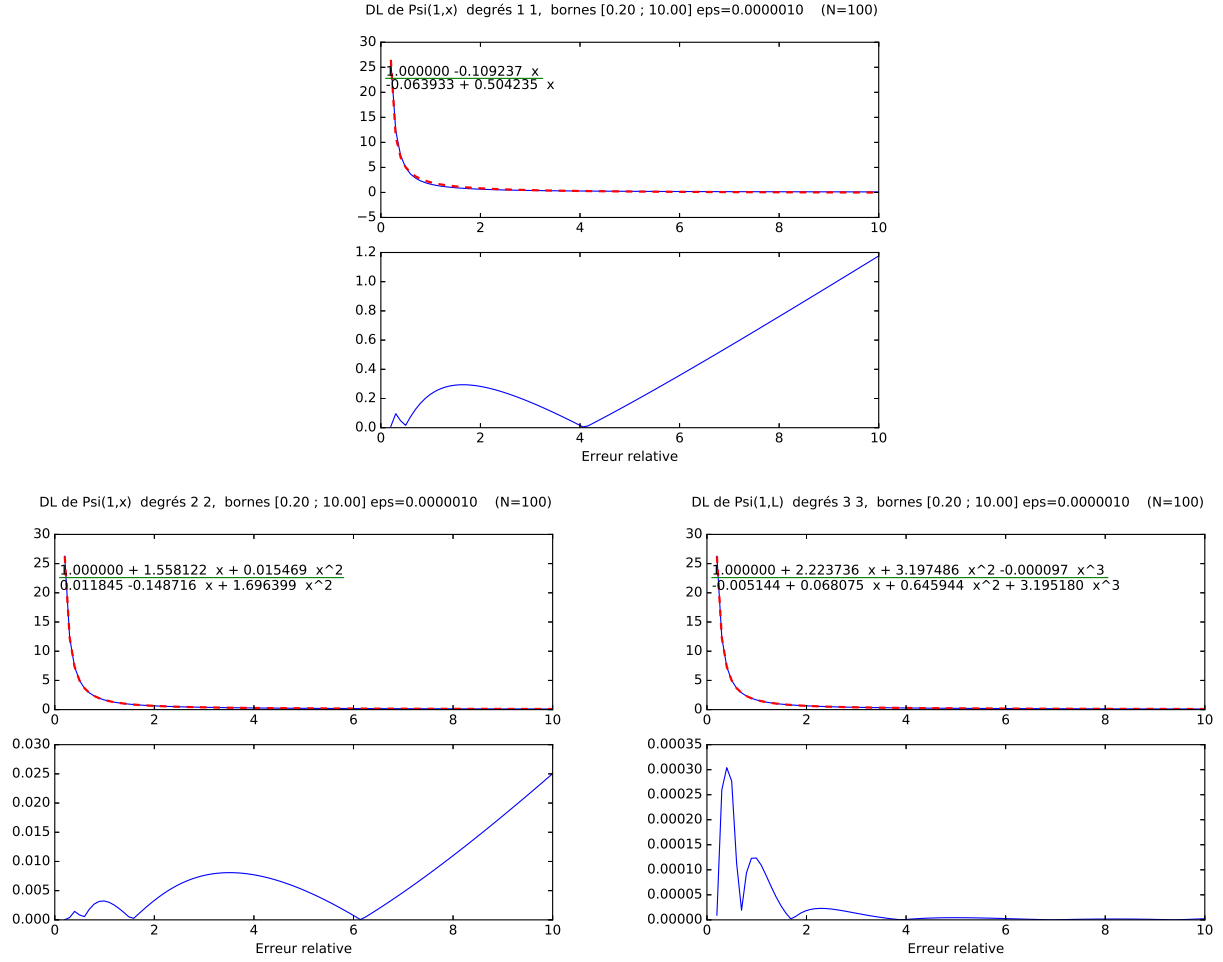 DL de Psi(1,x) degrés 1 1, bornes [0.20 ; 10.00] eps=0.0000010 (N=100)
30
25
20
15
10
5
0
−5
1.000000 -0.109237 x
-0.063933 + 0.504235 x
0 2 4 6 8 10
1.2
1.0
0.8
0.6
0.4
0.2
0.0
0 2 4 6 8 10
Erreur relative
DL de Psi(1,x) degrés 2 2, bornes [0.20 ; 10.00] eps=0.0000010 (N=100)
30
25
20
15
10
5
0
1.000000 + 1.558122 x + 0.015469 x^2
0.011845 -0.148716 x + 1.696399 x^2
0 2 4 6 8 10
0.030
0.025
0.020
0.015
0.010
0.005
0.000
0 2 4 6 8 10
Erreur relative
DL de Psi(1,L) degrés 3 3, bornes [0.20 ; 10.00] eps=0.0000010 (N=100)
30
25
20
15
10
5
0
1.000000 + 2.223736 x + 3.197486 x^2 -0.000097 x^3
-0.005144 + 0.068075 x + 0.645944 x^2 + 3.195180 x^3
0 2 4 6 8 10
0.00035
0.00030
0.00025
0.00020
0.00015
0.00010
0.00005
0.00000
0 2 4 6 8 10
Erreur relative